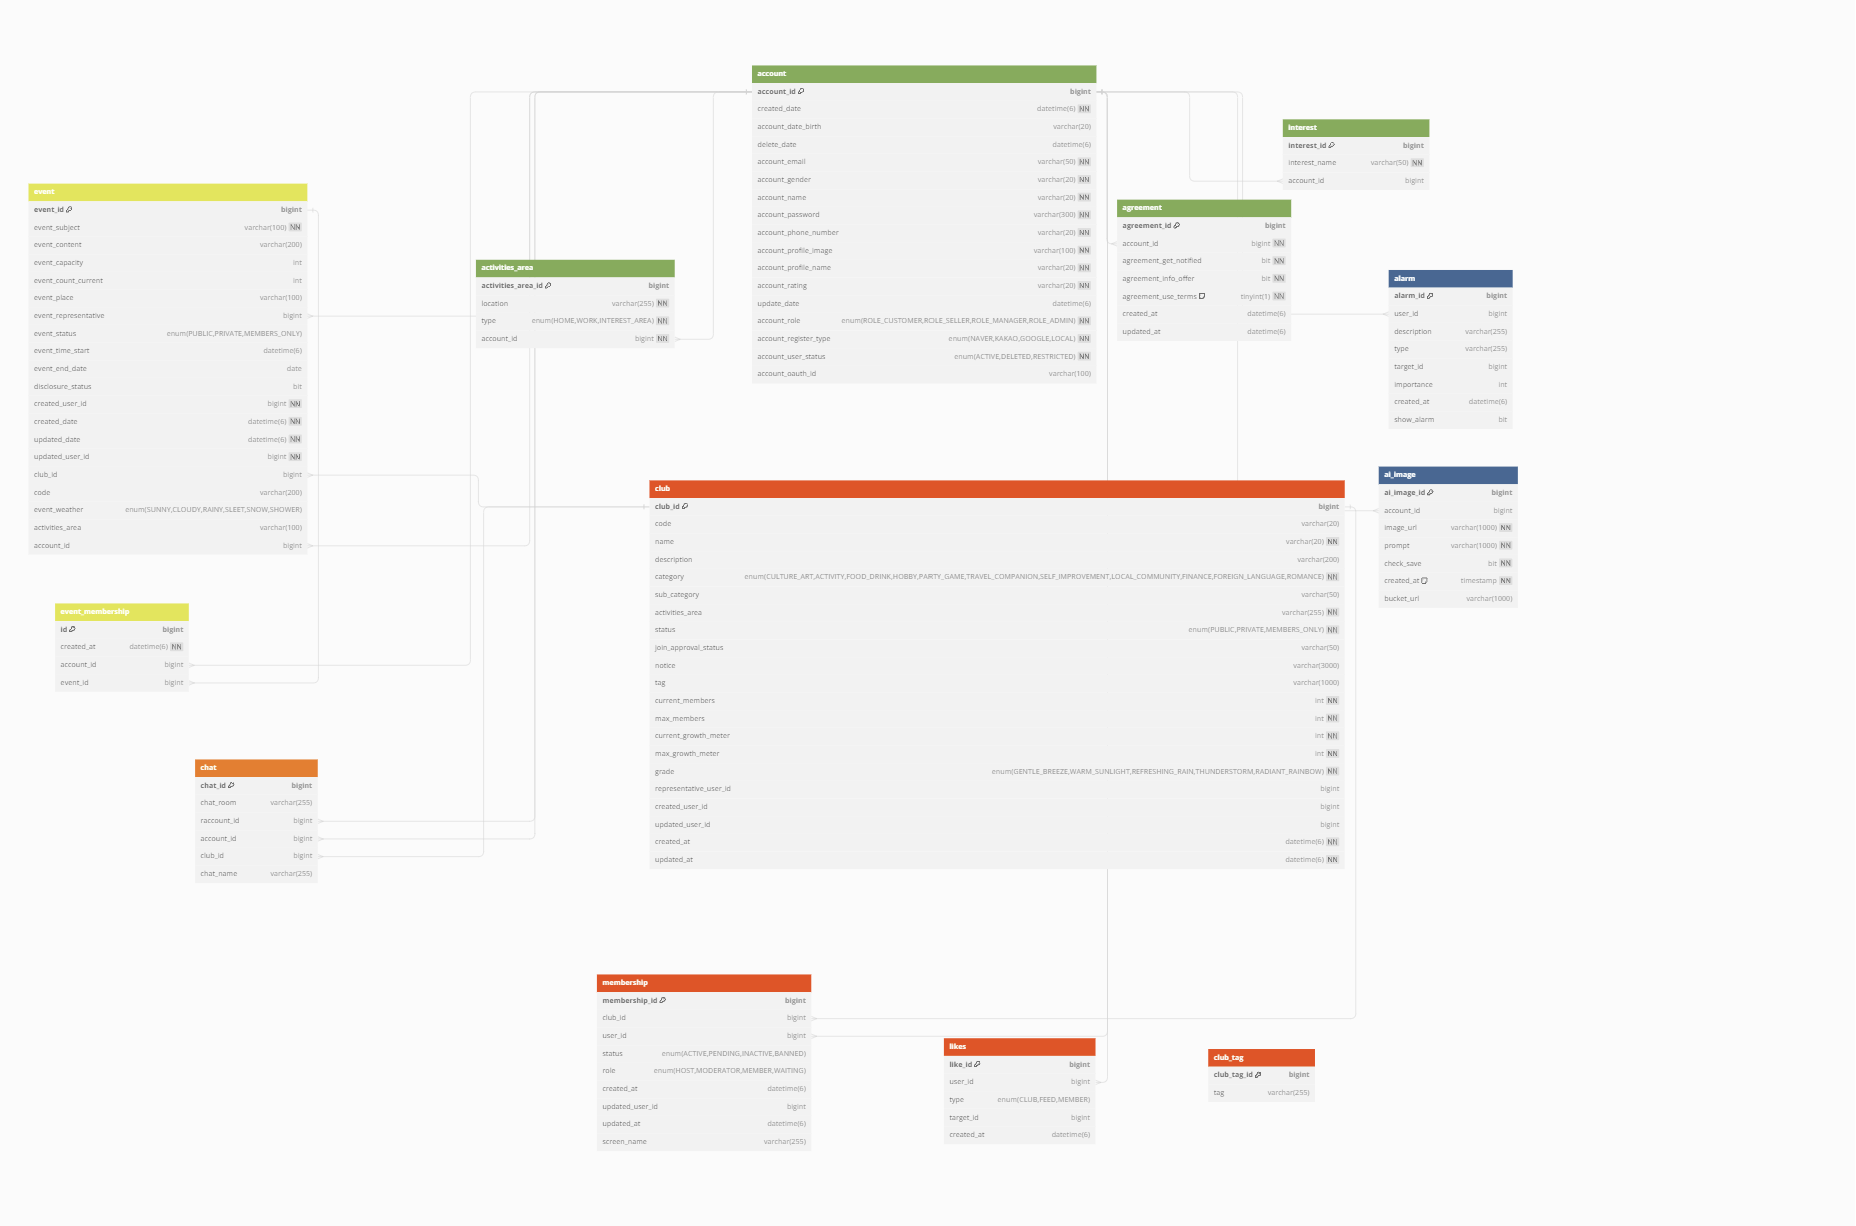 account
account_id bigint
created_date datetime(6) NN
account_date_birth varchar(20)
delete_date datetime(6)
account_email varchar(50) NN
account_gender varchar(20) NN
account_name varchar(20) NN
account_password varchar(300) NN
account_phone_number varchar(20) NN
account_profile_image varchar(100) NN
account_profile_name varchar(20) NN
account_rating varchar(20) NN
update_date datetime(6)
account_role enum(ROLE_CUSTOMER,ROLE_SELLER,ROLE_MANAGER,ROLE_ADMIN) NN
account_register_type enum(NAVER,KAKAO,GOOGLE,LOCAL) NN
account_user_status enum(ACTIVE,DELETED,RESTRICTED) NN
account_oauth_id varchar(100)
interest
interest_id bigint
interest_name varchar(50) NN
account_id bigint
event
event_id bigint
event_subject varchar(100) NN
event_content varchar(200)
event_capacity int
event_count_current int
event_place varchar(100)
event_representative bigint
event_status enum(PUBLIC,PRIVATE,MEMBERS_ONLY)
event_time_start datetime(6)
event_end_date date
disclosure_status bit
created_user_id bigint NN
created_date datetime(6) NN
updated_date datetime(6) NN
updated_user_id bigint NN
club_id bigint
code varchar(200)
event_weather enum(SUNNY,CLOUDY,RAINY,SLEET,SNOW,SHOWER)
activities_area varchar(100)
account_id bigint
agreement
agreement_id bigint
account_id bigint NN
agreement_get_notified bit NN
agreement_info_offer bit NN
agreement_use_terms tinyint(1) NN
created_at datetime(6)
updated_at datetime(6)
activities_area
activities_area_id bigint
location varchar(255) NN
type enum(HOME,WORK,INTEREST_AREA) NN
account_id bigint NN
alarm
alarm_id bigint
user_id bigint
description varchar(255)
type varchar(255)
target_id bigint
importance int
created_at datetime(6)
show_alarm bit
ai_image
ai_image_id bigint
account_id bigint
image_url varchar(1000) NN
prompt varchar(1000) NN
check_save bit NN
created_at timestamp NN
bucket_url varchar(1000)
club
club_id bigint
code varchar(20)
name varchar(20) NN
description varchar(200)
category enum(CULTURE_ART,ACTIVITY,FOOD_DRINK,HOBBY,PARTY_GAME,TRAVEL_COMPANION,SELF_IMPROVEMENT,LOCAL_COMMUNITY,FINANCE,FOREIGN_LANGUAGE,ROMANCE) NN
sub_category varchar(50)
activities_area varchar(255) NN
status enum(PUBLIC,PRIVATE,MEMBERS_ONLY) NN
join_approval_status varchar(50)
notice varchar(3000)
tag varchar(1000)
current_members int NN
max_members int NN
current_growth_meter int NN
max_growth_meter int NN
grade enum(GENTLE_BREEZE,WARM_SUNLIGHT,REFRESHING_RAIN,THUNDERSTORM,RADIANT_RAINBOW) NN
representative_user_id bigint
created_user_id bigint
updated_user_id bigint
created_at datetime(6) NN
updated_at datetime(6) NN
event_membership
id bigint
created_at datetime(6) NN
account_id bigint
event_id bigint
chat
chat_id bigint
chat_room varchar(255)
raccount_id bigint
account_id bigint
club_id bigint
chat_name varchar(255)
membership
membership_id bigint
club_id bigint
user_id bigint
status enum(ACTIVE,PENDING,INACTIVE,BANNED)
role enum(HOST,MODERATOR,MEMBER,WAITING)
created_at datetime(6)
updated_user_id bigint
updated_at datetime(6)
screen_name varchar(255)
likes
like_id bigint
user_id bigint
type enum(CLUB,FEED,MEMBER)
target_id bigint
created_at datetime(6)
club_tag
club_tag_id bigint
tag varchar(255)